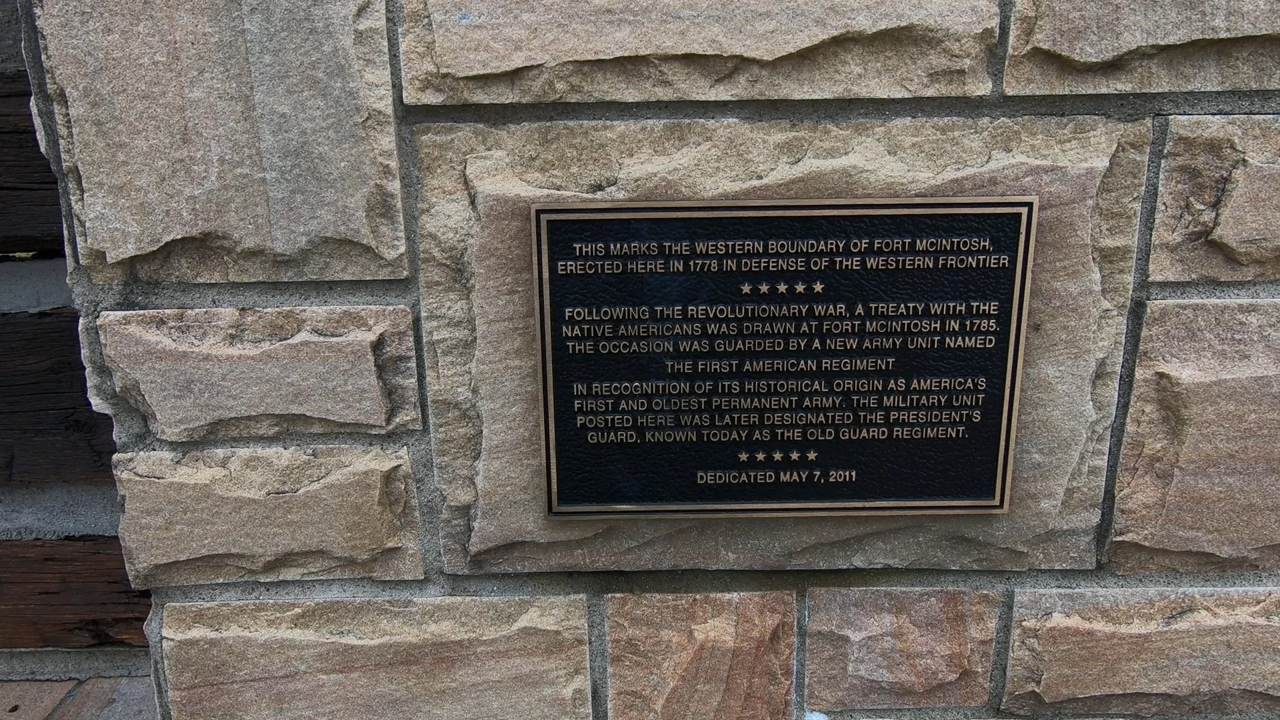 THIS MARKS THE WESTERN BOUNDARY OF FORT MCINTOSH,
ERECTED HERE IN 1778 IN DEFENSE OF THE WESTERN FRONTIER
★★★★★
FOLLOWING THE REVOLUTIONARY WAR, A TREATY WITH THE
NATIVE AMERICANS WAS DRAWN AT FORT MCINTOSH IN 1785.
THE OCCASION WAS GUARDED BY A NEW ARMY UNIT NAMED
THE FIRST AMERICAN REGIMENT
IN RECOGNITION OF ITS HISTORICAL ORIGIN AS AMERICA'S
FIRST AND OLDEST PERMANENT ARMY. THE MILITARY UNIT
POSTED HERE WAS LATER DESIGNATED THE PRESIDENT'S
GUARD, KNOWN TODAY AS THE OLD GUARD REGIMENT.
★★★★★
DEDICATED MAY 7, 2011